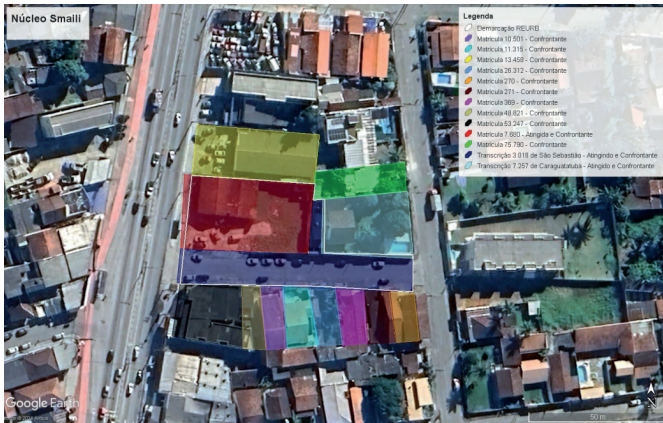 Núcleo Smaili
Legenda
Demarcação REURB
Matrícula 10.501 - Confrontante
Matrícula 11.315 - Confrontante
Matrícula 13.458 - Confrontante
Matrícula 26.312 - Confrontante
Matrícula 270 - Confrontante
Matrícula 271 - Confrontante
Matrícula 369 - Confrontante
Matrícula 48.821 - Confrontante
Matrícula 53.247 - Confrontante
Matrícula 7.680 - Atingido e Confrontante
Matrícula 75.790 - Confrontante
Transcrição 3.018 de São Sebastião - Atingido e Confrontante
Transcrição 7.257 de Caraguatatuba - Atigido e Confrontante
Google Earth
N
50 m